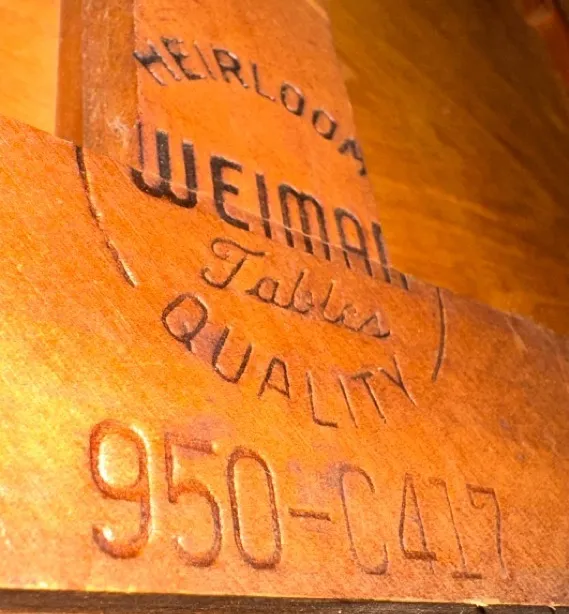 HEIRLOOM
WEIMAN
Tables
QUALITY
950-C417